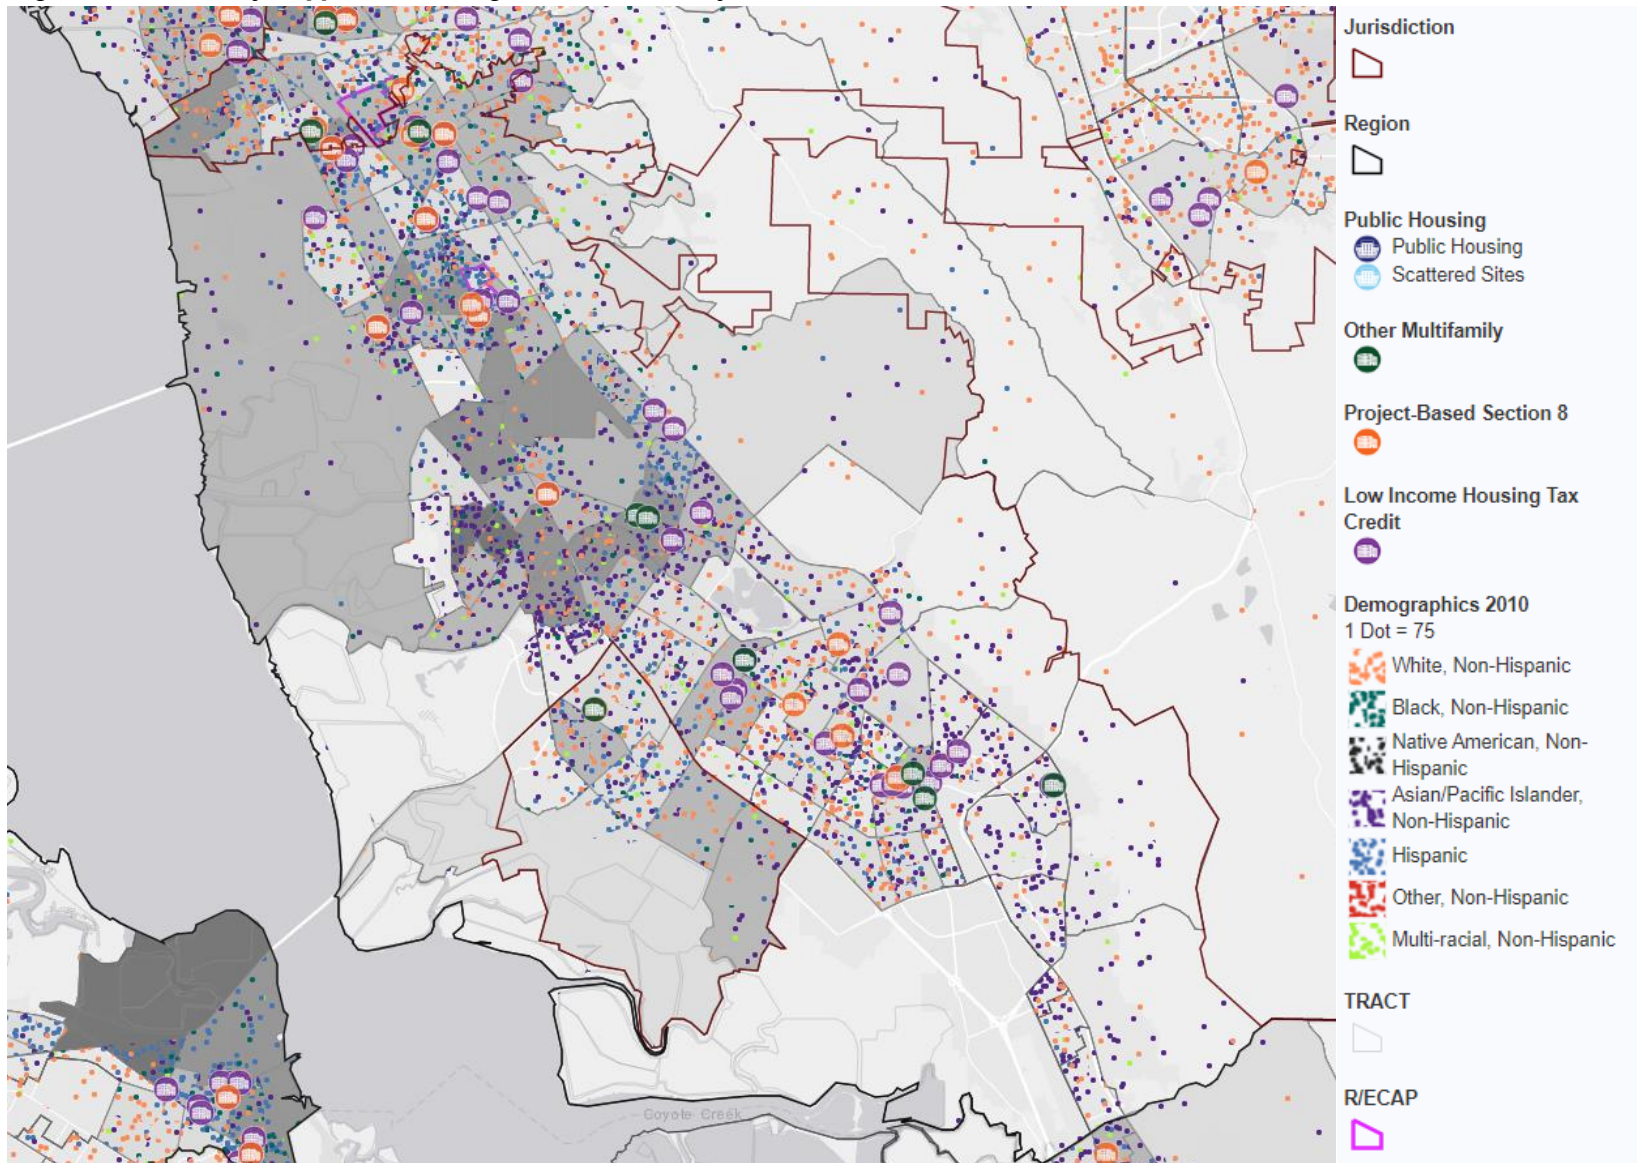 Jurisdiction
Region
Public Housing
Public Housing
Scattered Sites
Other Multifamily
Project-Based Section 8
Low Income Housing Tax
Credit
Demographics 2010
1 Dot = 75
White, Non-Hispanic
Black, Non-Hispanic
Native American, Non-
Hispanic
Asian/Pacific Islander,
Non-Hispanic
Hispanic
Other, Non-Hispanic
Multi-racial, Non-Hispanic
TRACT
R/ECAP
Coyote Creek